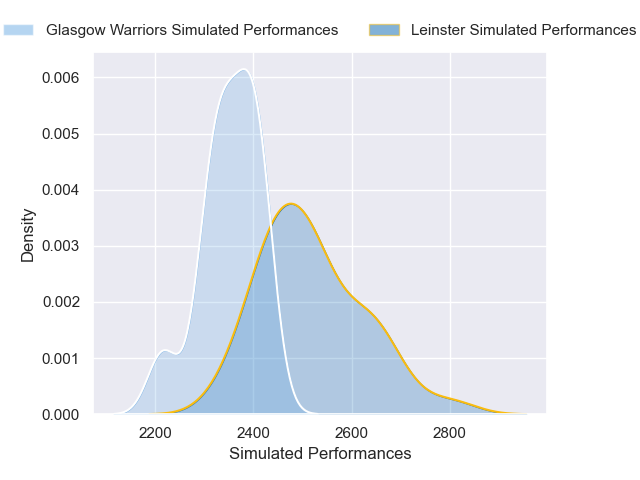 Glasgow Warriors Simulated Performances
Leinster Simulated Performances
Density
0.006
0.005
0.004
0.003
0.002
0.001
0.000
2200 2400 2600 2800
Simulated Performances